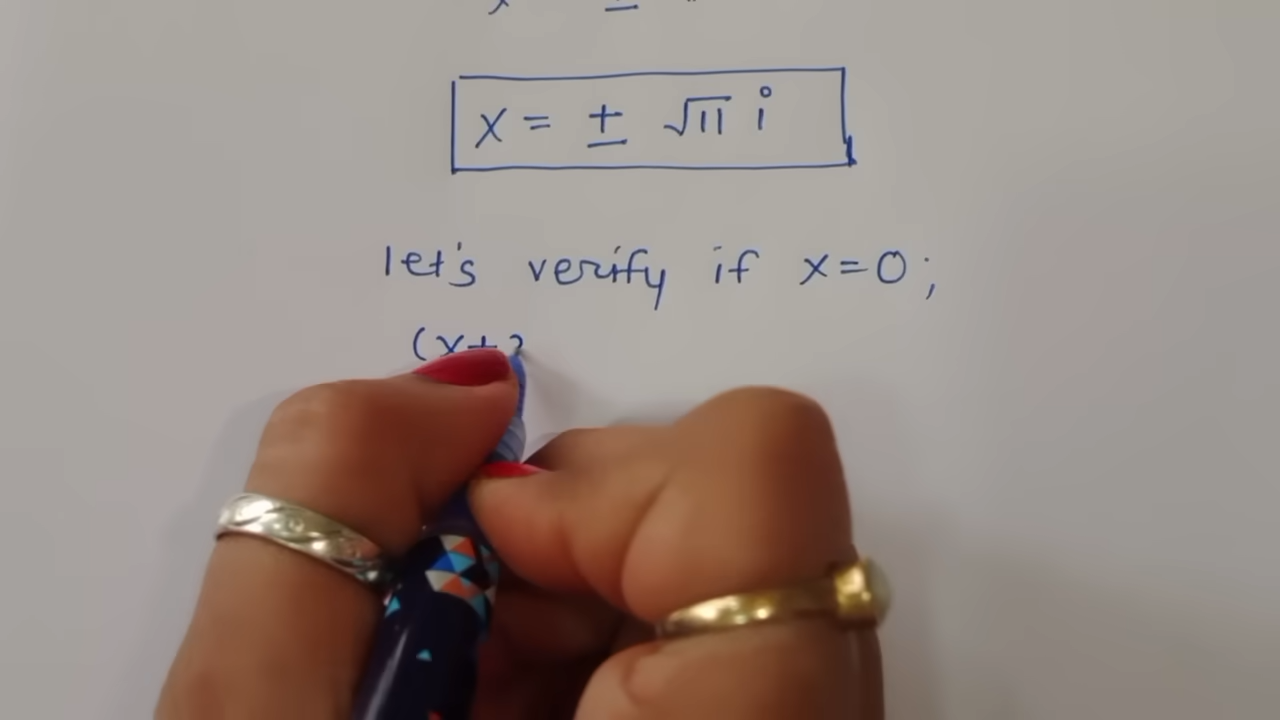 x = ± √11 i
let's verify if x=0;
(x+